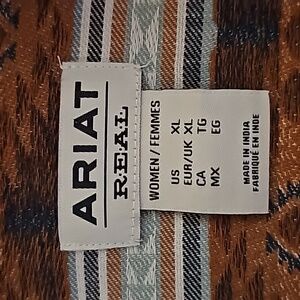 ARIAT
REAL
WOMEN / FEMMES
US XL
EUR/UK XL
CA TG
MX EG
MADE IN INDIA
FABRIQUÉ EN INDE